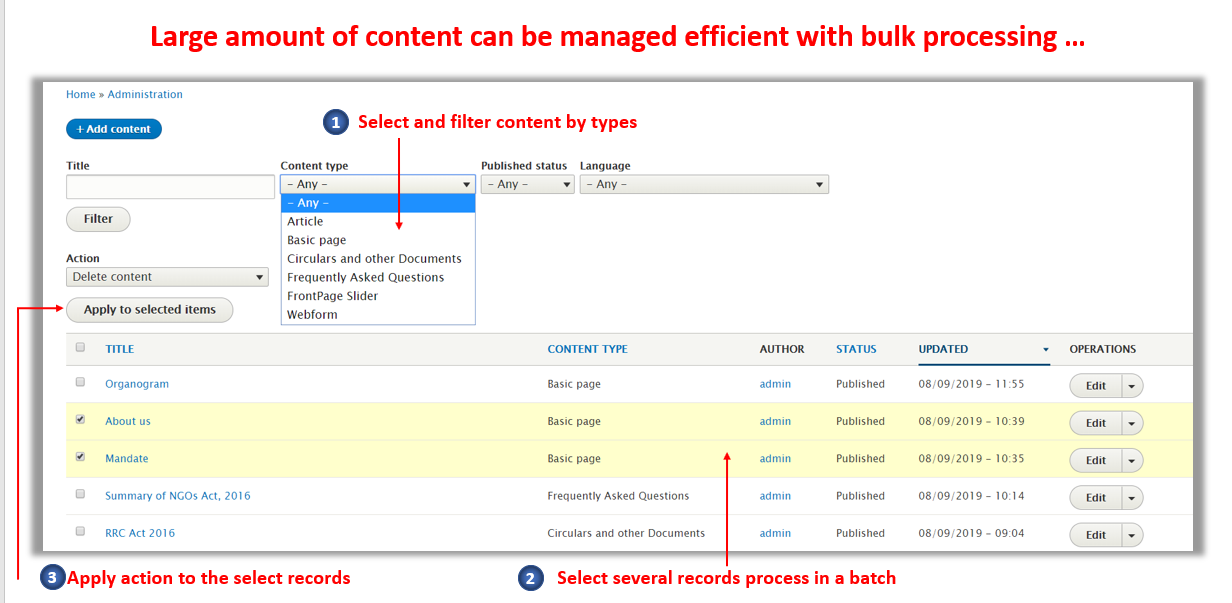 Large amount of content can be managed efficient with bulk processing ...
Home » Administration
+ Add content
1 Select and filter content by types
Title Content type Published status Language
- Any - - Any - - Any -
- Any -
Filter
Article
Basic page
Action Circulars and other Documents
Delete content Frequently Asked Questions
FrontPage Slider
Apply to selected items Webform
TITLE CONTENT TYPE AUTHOR STATUS UPDATED OPERATIONS
Organogram Basic page admin Published 08/09/2019 - 11:55 Edit
About us Basic page admin Published 08/09/2019 - 10:39 Edit
Mandate Basic page admin Published 08/09/2019 - 10:35 Edit
Summary of NGOs Act, 2016 Frequently Asked Questions admin Published 08/09/2019 - 10:14 Edit
RRC Act 2016 Circulars and other Documents admin Published 08/09/2019 - 09:04 Edit
3 Apply action to the select records 2 Select several records process in a batch